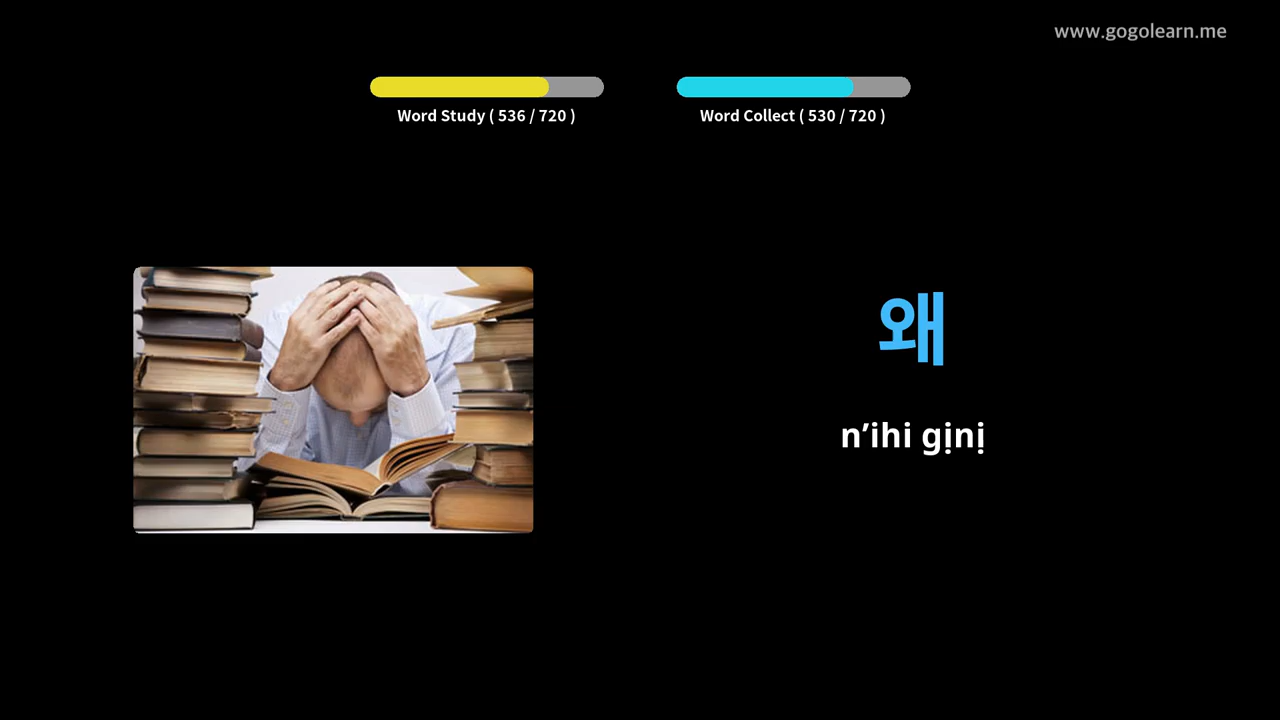 www.gogolearn.me
Word Study ( 536 / 720 )
Word Collect ( 530 / 720 )
왜
n’ihi gịnị